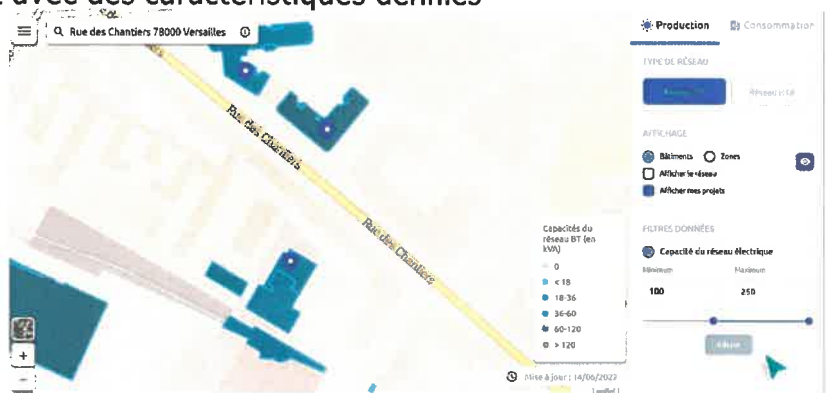 avec des caractéristiques définies
Rue des Chantiers 78000 Versailles
Production
Consommation
TYPE DE RÉSEAU
AFFICHAGE
Bâtiments
Zones
Afficher le réseau
Afficher mes projets
Rue des Chantiers
Rue des Chantiers
FILTRES DONNÉES
Capacité du réseau électrique
Minimum
Maximum
100
250
Capacités du
réseau BT (en
kVA)
0
< 18
18-36
36-60
60-120
> 120
+
-
Mise à jour : 14/06/2023